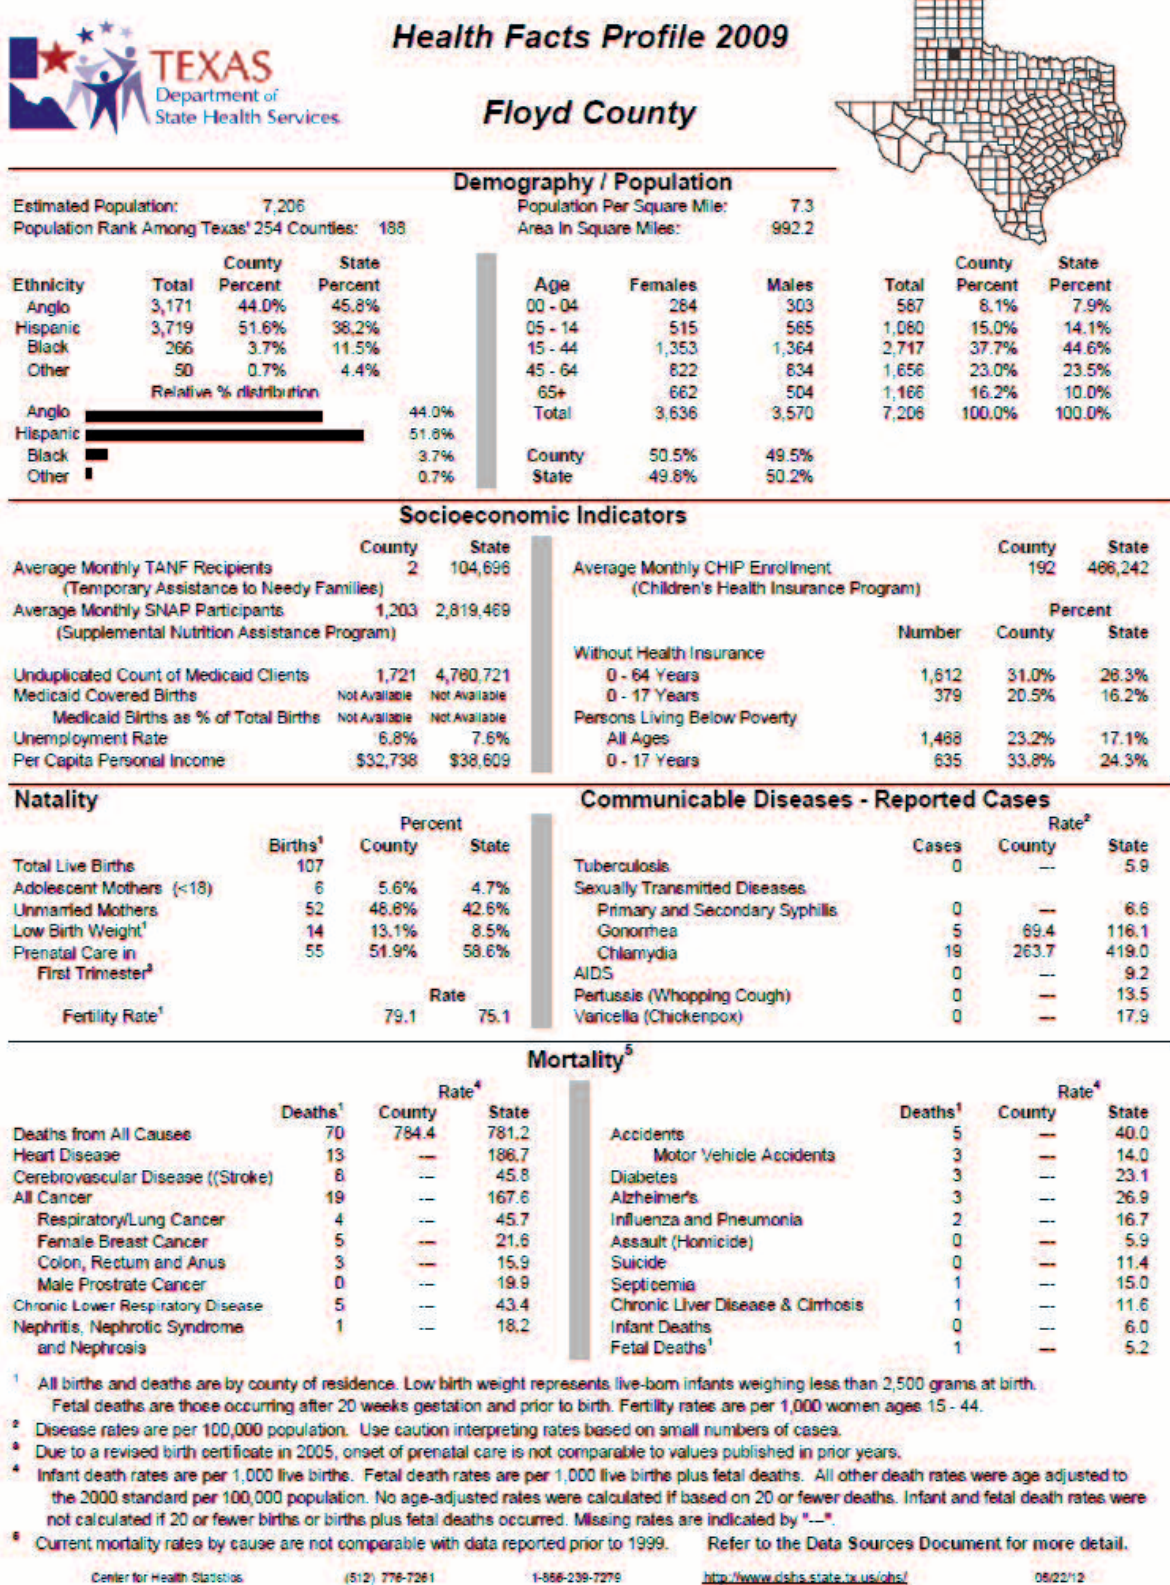 Health Facts Profile 2009
TEXAS
Department of
State Health Services
Floyd County
Demography / Population
Estimated Population: 7,206 Population Per Square Mile: 7.3
Population Rank Among Texas' 254 Counties: 188 Area In Square Miles: 992.2
County State County State
Ethnicity Total Percent Percent Age Females Males Total Percent Percent
Anglo 3,171 44.0% 45.8% 00 - 04 284 303 587 8.1% 7.9%
Hispanic 3,719 51.6% 38.2% 05 - 14 515 565 1,080 15.0% 14.1%
Black 266 3.7% 11.5% 15 - 44 1,353 1,364 2,717 37.7% 44.6%
Other 50 0.7% 4.4% 45 - 64 822 834 1,656 23.0% 23.5%
Relative % distribution 65+ 662 504 1,166 16.2% 10.0%
Anglo 44.0% Total 3,636 3,570 7,206 100.0% 100.0%
Hispanic 51.6%
Black 3.7% County 50.5% 49.5%
Other 0.7% State 49.8% 50.2%
Socioeconomic Indicators
County State County State
Average Monthly TANF Recipients 2 104,696 Average Monthly CHIP Enrollment 192 466,242
(Temporary Assistance to Needy Families) (Children's Health Insurance Program)
Average Monthly SNAP Participants 1,203 2,819,469 Percent
(Supplemental Nutrition Assistance Program) Number County State
Without Health Insurance
Unduplicated Count of Medicaid Clients 1,721 4,760,721 0 - 64 Years 1,612 31.0% 26.3%
Medicaid Covered Births Not Available Not Available 0 - 17 Years 379 20.5% 16.2%
Medicaid Births as % of Total Births Not Available Not Available Persons Living Below Poverty
Unemployment Rate 6.8% 7.6% All Ages 1,468 23.2% 17.1%
Per Capita Personal Income $32,738 $38,609 0 - 17 Years 635 33.8% 24.3%
Natality Communicable Diseases - Reported Cases
Percent Rate²
Births¹ County State Cases County State
Total Live Births 107 Tuberculosis 0 --- 5.9
Adolescent Mothers (<18) 6 5.6% 4.7% Sexually Transmitted Diseases
Unmarried Mothers 52 48.6% 42.6% Primary and Secondary Syphilis 0 --- 6.6
Low Birth Weight¹ 14 13.1% 8.5% Gonorrhea 5 69.4 116.1
Prenatal Care in 55 51.9% 58.6% Chlamydia 19 263.7 419.0
First Trimester³ AIDS 0 --- 9.2
Rate Pertussis (Whopping Cough) 0 --- 13.5
Fertility Rate¹ 79.1 75.1 Varicella (Chickenpox) 0 --- 17.9
Mortality⁵
Rate⁴ Rate⁴
Deaths¹ County State Deaths¹ County State
Deaths from All Causes 70 784.4 781.2 Accidents 5 --- 40.0
Heart Disease 13 --- 186.7 Motor Vehicle Accidents 3 --- 14.0
Cerebrovascular Disease ((Stroke) 6 --- 45.8 Diabetes 3 --- 23.1
All Cancer 19 --- 167.6 Alzheimer's 3 --- 26.9
Respiratory/Lung Cancer 4 --- 45.7 Influenza and Pneumonia 2 --- 16.7
Female Breast Cancer 5 --- 21.6 Assault (Homicide) 0 --- 5.9
Colon, Rectum and Anus 3 --- 15.9 Suicide 0 --- 11.4
Male Prostrate Cancer 0 --- 19.9 Septicemia 1 --- 15.0
Chronic Lower Respiratory Disease 5 --- 43.4 Chronic Liver Disease & Cirrhosis 1 --- 11.6
Nephritis, Nephrotic Syndrome 1 --- 18.2 Infant Deaths 0 --- 6.0
and Nephrosis Fetal Deaths¹ 1 --- 5.2
¹ All births and deaths are by county of residence. Low birth weight represents live-born infants weighing less than 2,500 grams at birth.
Fetal deaths are those occurring after 20 weeks gestation and prior to birth. Fertility rates are per 1,000 women ages 15 - 44.
² Disease rates are per 100,000 population. Use caution interpreting rates based on small numbers of cases.
³ Due to a revised birth certificate in 2005, onset of prenatal care is not comparable to values published in prior years.
⁴ Infant death rates are per 1,000 live births. Fetal death rates are per 1,000 live births plus fetal deaths. All other death rates were age adjusted to
the 2000 standard per 100,000 population. No age-adjusted rates were calculated if based on 20 or fewer deaths. Infant and fetal death rates were
not calculated if 20 or fewer births or births plus fetal deaths occurred. Missing rates are indicated by "---".
⁵ Current mortality rates by cause are not comparable with data reported prior to 1999. Refer to the Data Sources Document for more detail.
Center for Health Statistics (512) 776-7261 1-866-239-7279 http://www.dshs.state.tx.us/chs/ 05/22/12